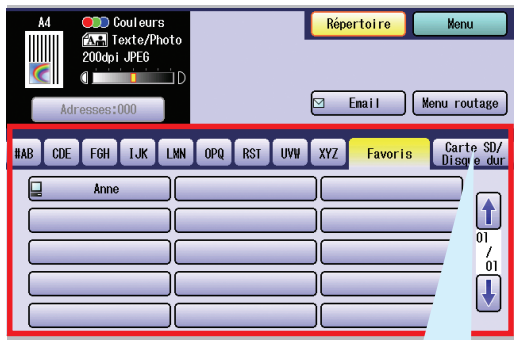 A4
Couleurs
A Texte/Photo
200dpi JPEG
D
Adresses:000
Répertoire
Menu
Email
Menu routage
#AB CDE FGH IJK LMN OPQ RST UVW XYZ Favoris Carte SD/
Disque dur
Anne
01
/
01